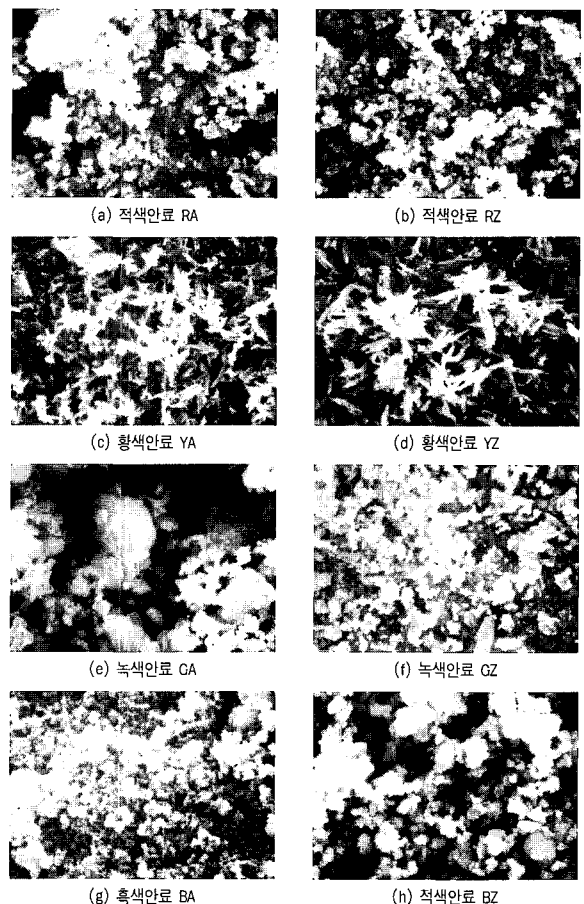 (a) 적색안료 RA
(b) 적색안료 RZ
(c) 황색안료 YA
(d) 황색안료 YZ
(e) 녹색안료 GA
(f) 녹색안료 GZ
(g) 흑색안료 BA
(h) 적색안료 BZ